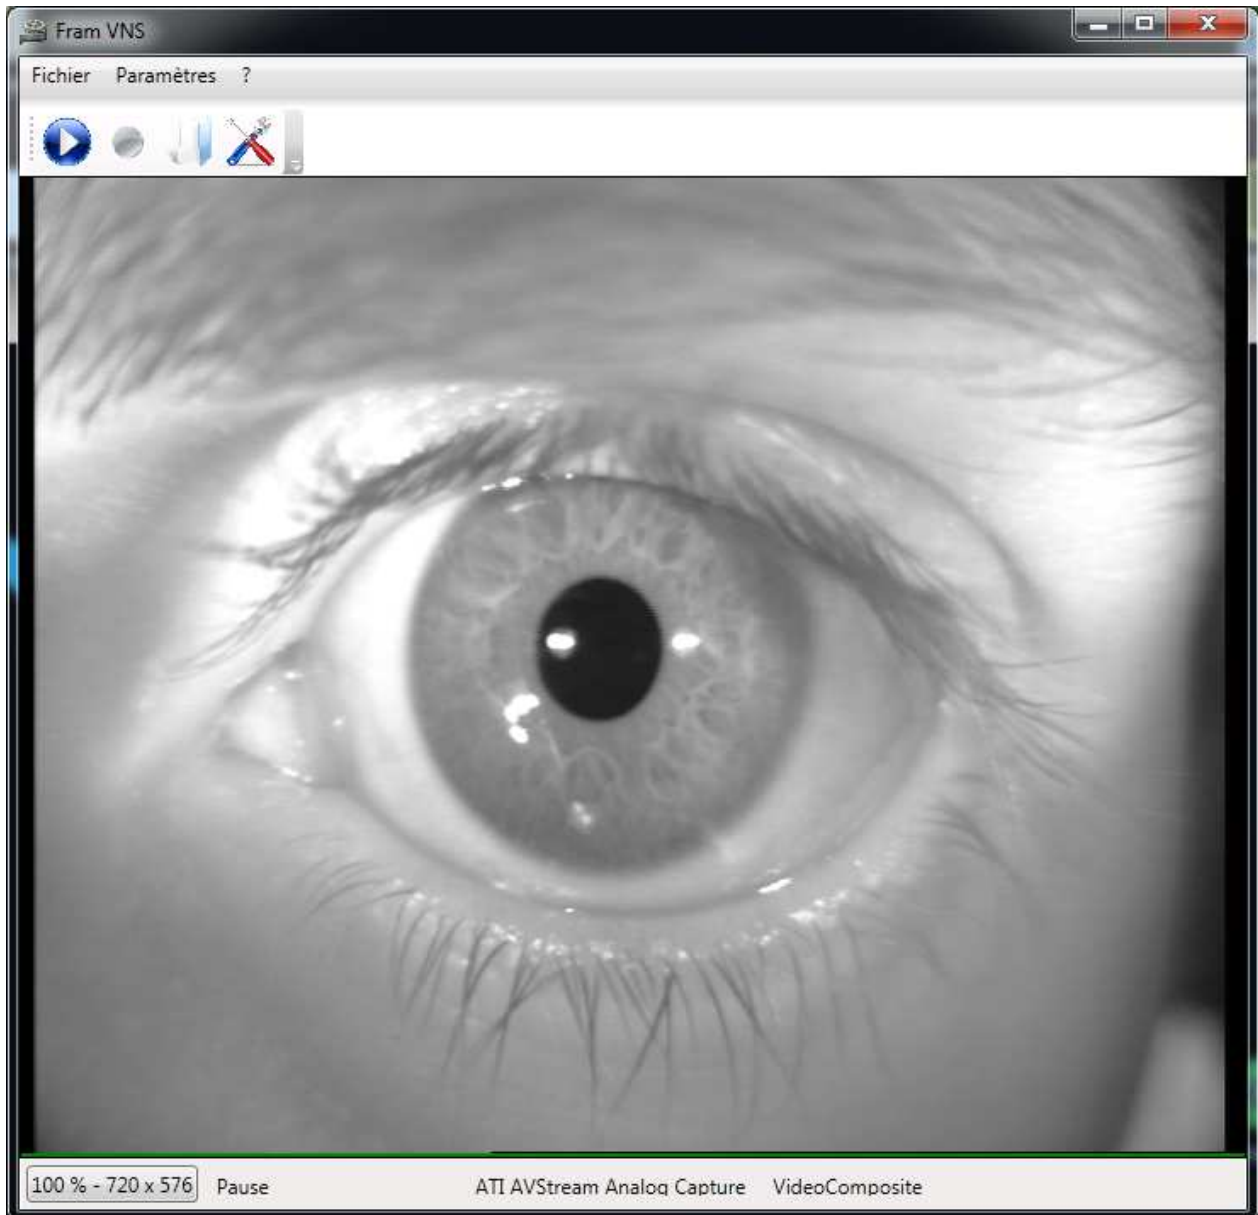 Fram VNS
Fichier Paramètres ?
100 % - 720 x 576 Pause ATI AVStream Analog Capture VideoComposite